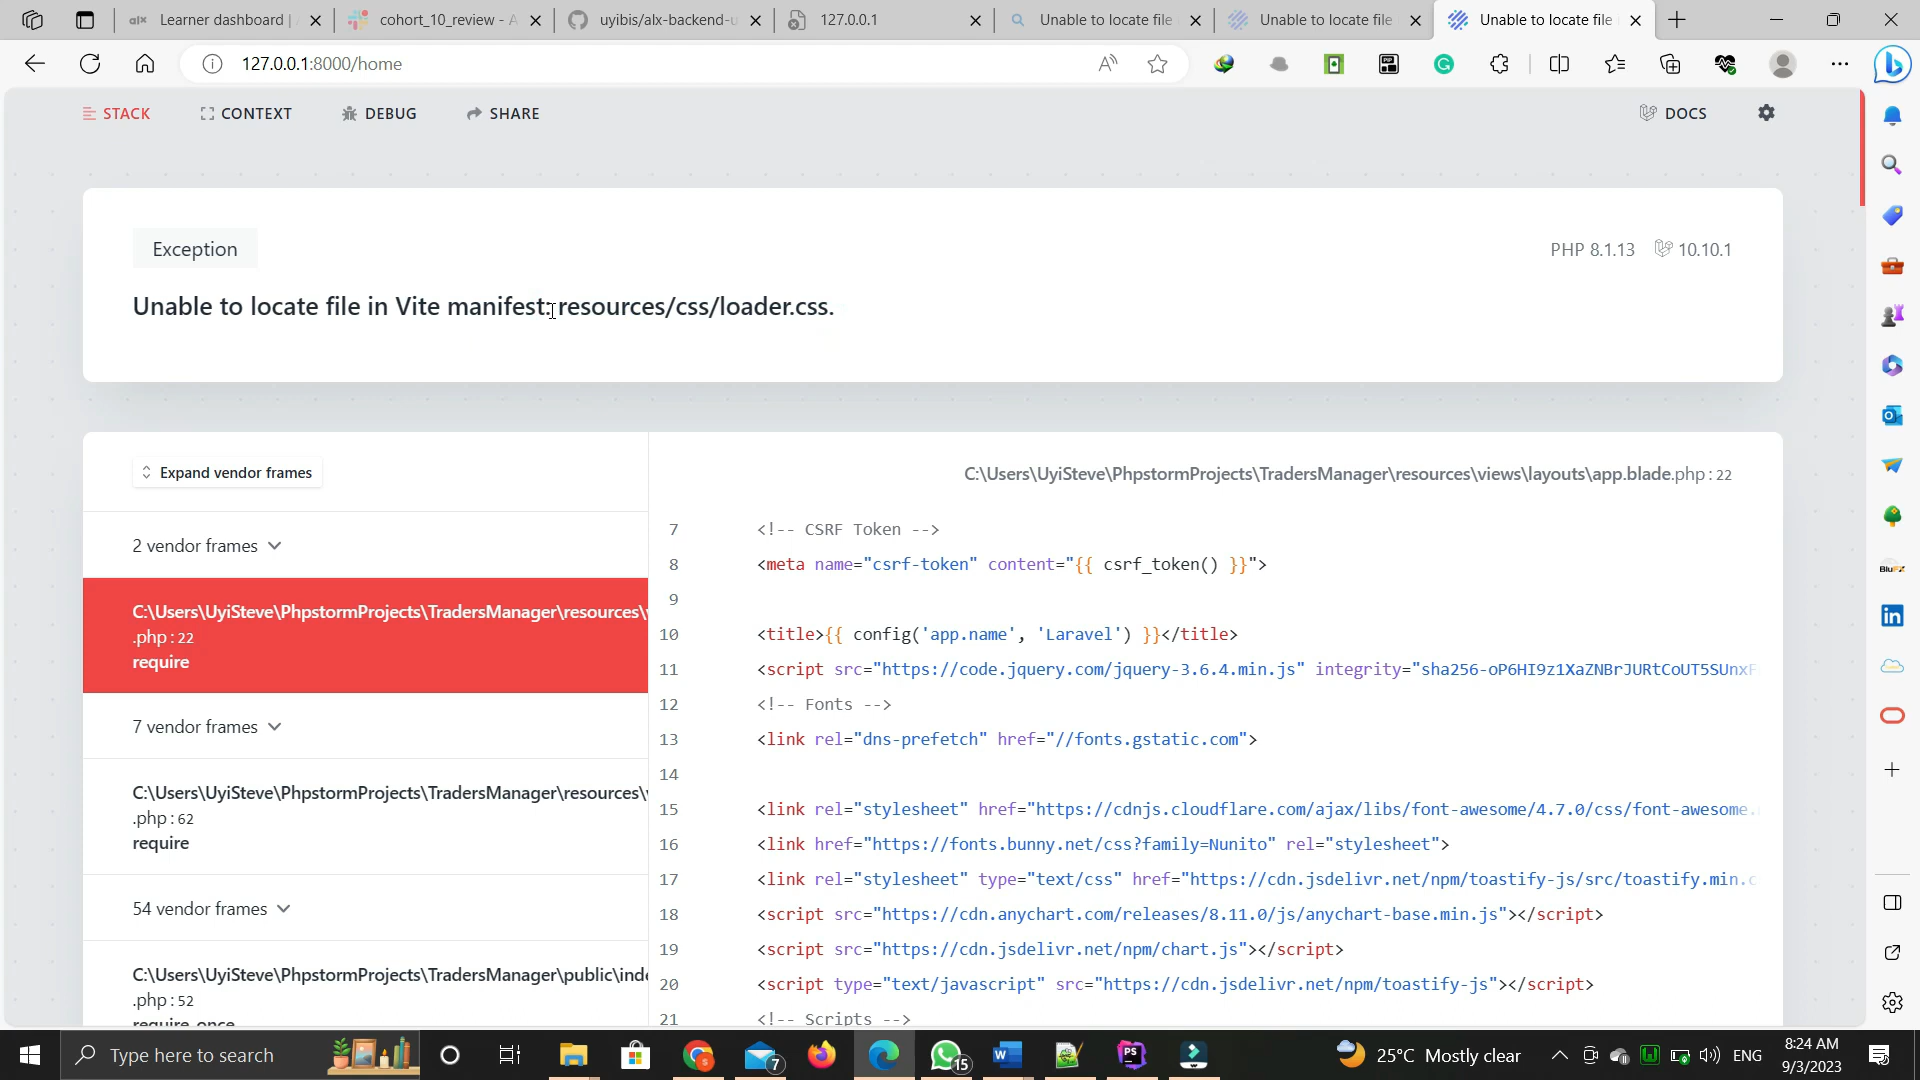 Learner dashboard |
cohort_10_review - A
uyibis/alx-backend-u
127.0.0.1
Unable to locate file
Unable to locate file
Unable to locate file
127.0.0.1:8000/home
STACK
CONTEXT
DEBUG
SHARE
DOCS
Exception
PHP 8.1.13
10.10.1
Unable to locate file in Vite manifest: resources/css/loader.css.
Expand vendor frames
2 vendor frames
C:\Users\UyiSteve\PhpstormProjects\TradersManager\resources\
.php : 22
require
7 vendor frames
C:\Users\UyiSteve\PhpstormProjects\TradersManager\resources\
.php : 62
require
54 vendor frames
C:\Users\UyiSteve\PhpstormProjects\TradersManager\public\ind
.php : 52
require_once
C:\Users\UyiSteve\PhpstormProjects\TradersManager\resources\views\layouts\app.blade.php : 22
7 <!-- CSRF Token -->
8 <meta name="csrf-token" content="{{ csrf_token() }}">
9
10 <title>{{ config('app.name', 'Laravel') }}</title>
11 <script src="https://code.jquery.com/jquery-3.6.4.min.js" integrity="sha256-oP6HI9z1XaZNBrJURtCoUT5SUnxF
12 <!-- Fonts -->
13 <link rel="dns-prefetch" href="//fonts.gstatic.com">
14
15 <link rel="stylesheet" href="https://cdnjs.cloudflare.com/ajax/libs/font-awesome/4.7.0/css/font-awesome.
16 <link href="https://fonts.bunny.net/css?family=Nunito" rel="stylesheet">
17 <link rel="stylesheet" type="text/css" href="https://cdn.jsdelivr.net/npm/toastify-js/src/toastify.min.c
18 <script src="https://cdn.anychart.com/releases/8.11.0/js/anychart-base.min.js"></script>
19 <script src="https://cdn.jsdelivr.net/npm/chart.js"></script>
20 <script type="text/javascript" src="https://cdn.jsdelivr.net/npm/toastify-js"></script>
21 <!-- Scripts -->
Type here to search
7
15
25°C Mostly clear
ENG
8:24 AM
9/3/2023